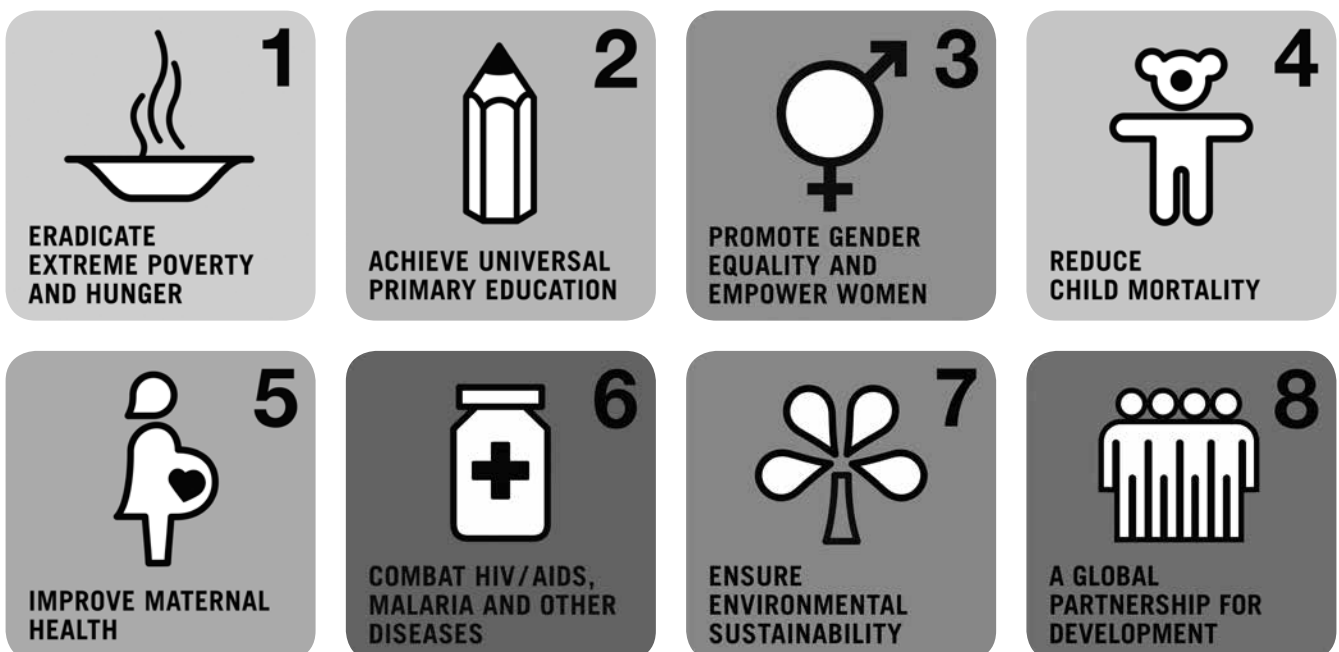 1
ERADICATE
EXTREME POVERTY
AND HUNGER
2
ACHIEVE UNIVERSAL
PRIMARY EDUCATION
3
PROMOTE GENDER
EQUALITY AND
EMPOWER WOMEN
4
REDUCE
CHILD MORTALITY
5
IMPROVE MATERNAL
HEALTH
6
COMBAT HIV/AIDS,
MALARIA AND OTHER
DISEASES
7
ENSURE
ENVIRONMENTAL
SUSTAINABILITY
8
A GLOBAL
PARTNERSHIP FOR
DEVELOPMENT